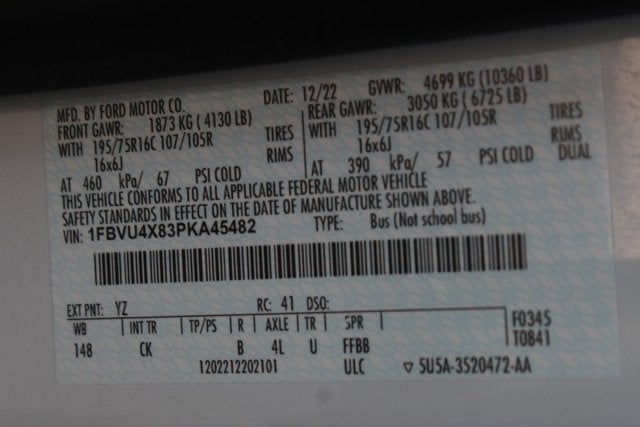 MFD. BY FORD MOTOR CO. DATE: 12/22 GVWR: 4699 KG (10360 LB)
FRONT GAWR: 1873 KG ( 4130 LB) REAR GAWR: 3050 KG ( 6725 LB)
WITH 195/75R16C 107/105R TIRES WITH 195/75R16C 107/105R TIRES
16x6J RIMS 16x6J RIMS
AT 460 kPa/ 67 PSI COLD AT 390 kPa/ 57 PSI COLD DUAL
THIS VEHICLE CONFORMS TO ALL APPLICABLE FEDERAL MOTOR VEHICLE
SAFETY STANDARDS IN EFFECT ON THE DATE OF MANUFACTURE SHOWN ABOVE.
VIN: 1FBVU4X83PKA45482 TYPE: Bus (Not school bus)
EXT PNT: YZ RC: 41 DSO:
WB INT TR TP/PS R AXLE TR SPR F0345
148 CK B 4L U FFBB T0841
1202212202101 ULC ▽ 5U5A-3520472-AA